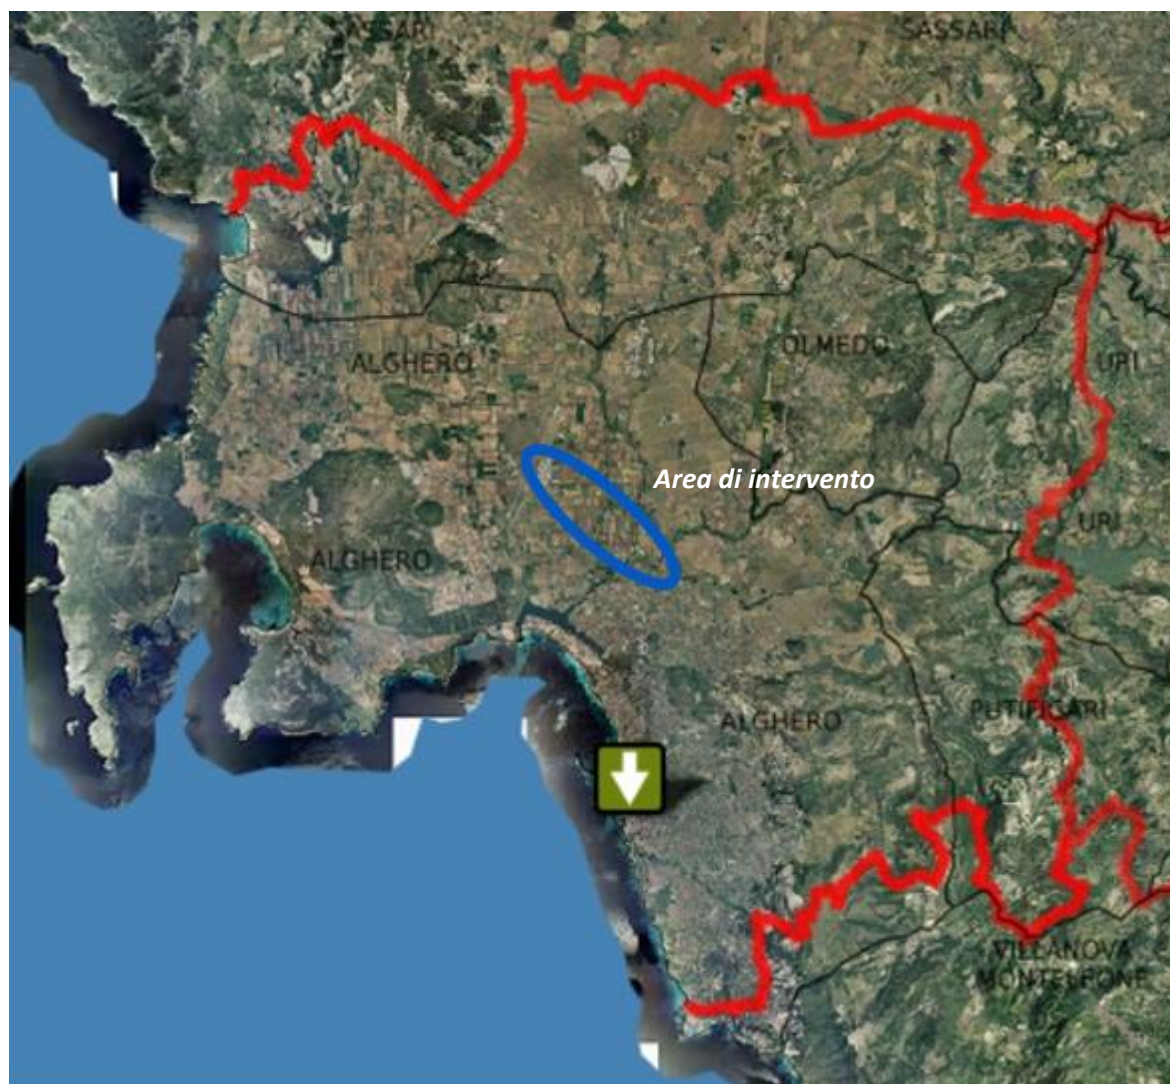 SASSARI
SASSARI
ALGHERO
OLMEDO
URI
Area di intervento
URI
ALGHERO
PUTIFIGARI
ALGHERO
VILLANOVA
MONTELEONE